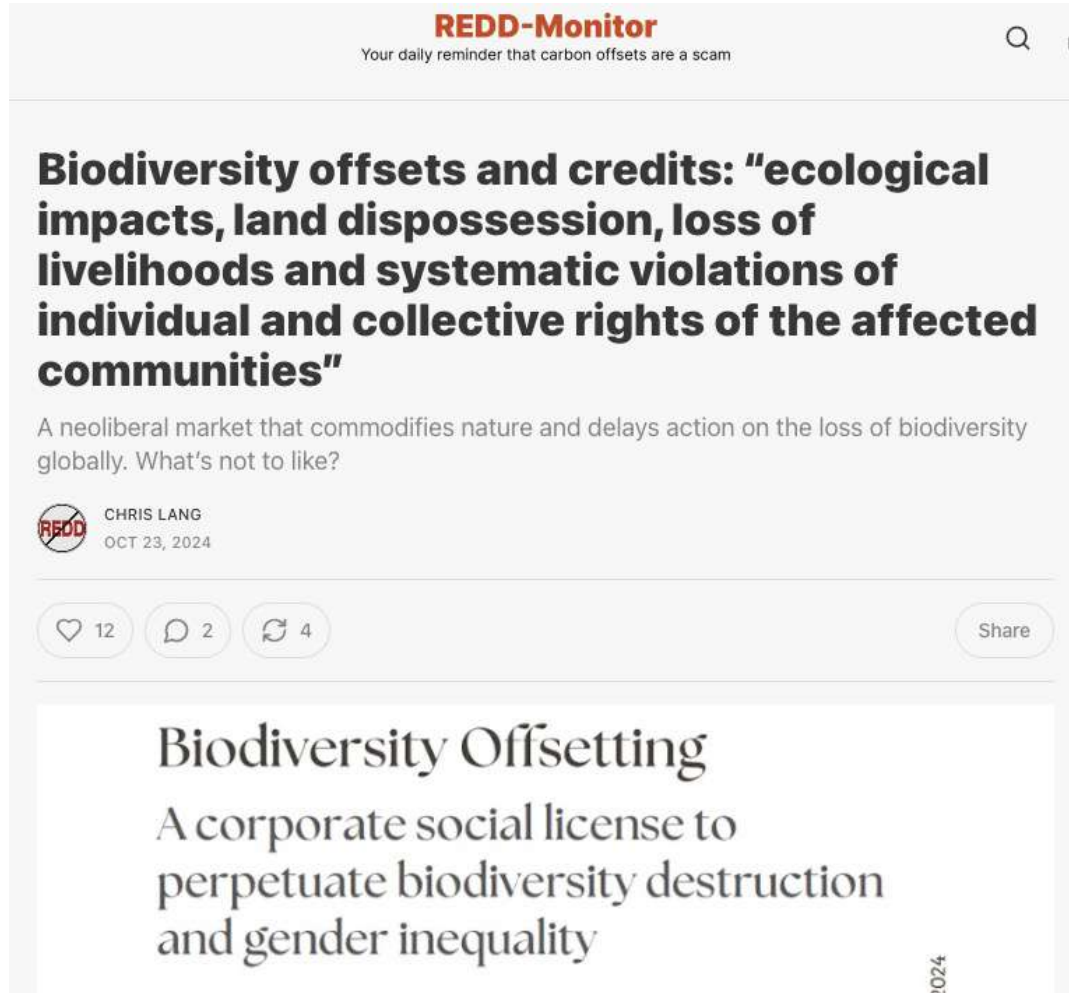 REDD-Monitor
Your daily reminder that carbon offsets are a scam
Biodiversity offsets and credits: “ecological
impacts, land dispossession, loss of
livelihoods and systematic violations of
individual and collective rights of the affected
communities”
A neoliberal market that commodifies nature and delays action on the loss of biodiversity
globally. What’s not to like?
REDD
CHRIS LANG
OCT 23, 2024
12
2
4
Share
Biodiversity Offsetting
A corporate social license to
perpetuate biodiversity destruction
and gender inequality
2024